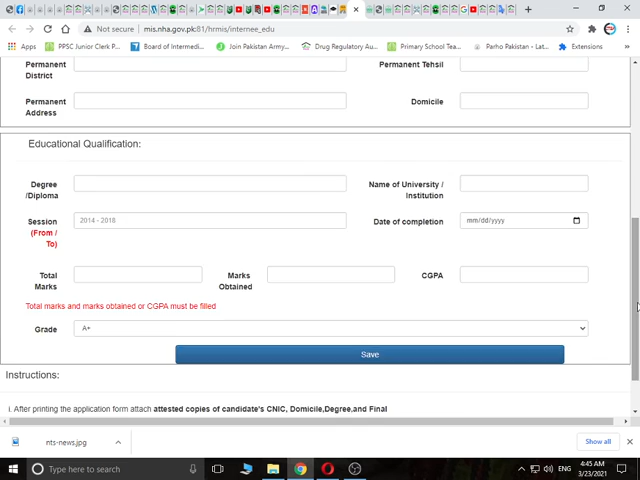 Not secure | mis.nha.gov.pk:81/hrmis/internee_edu
Apps PPSC Junior Clerk P... Board of Intermedi... Join Pakistan Army... Drug Regulatory Au... Primary School Tea... Parho Pakistan - Lat... Extensions
Permanent District Permanent Tehsil
Permanent Address Domicile
Educational Qualification:
Degree /Diploma Name of University / Institution
Session (From / To) 2014 - 2018 Date of completion mm/dd/yyyy
Total Marks Marks Obtained CGPA
Total marks and marks obtained or CGPA must be filled
Grade A+
Save
Instructions:
i. After printing the application form attach attested copies of candidate's CNIC, Domicile,Degree,and Final
nts-news.jpg Show all
Type here to search ENG 4:45 AM
3/23/2021